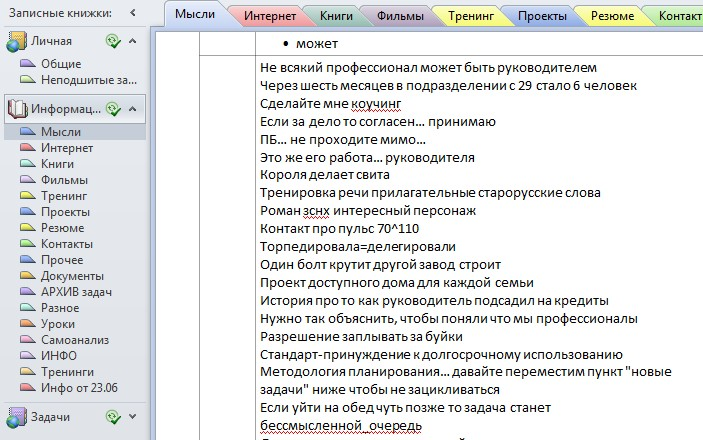 Записные книжки:
Мысли
Интернет
Книги
Фильмы
Тренинг
Проекты
Резюме
Контакт
Личная
Общие
Неподшитые за...
Информац...
Мысли
Интернет
Книги
Фильмы
Тренинг
Проекты
Резюме
Контакты
Прочее
Документы
АРХИВ задач
Разное
Уроки
Самоанализ
ИНФО
Тренинги
Инфо от 23.06
Задачи
• может
Не всякий профессионал может быть руководителем
Через шесть месяцев в подразделении с 29 стало 6 человек
Сделайте мне коучинг
Если за дело то согласен... принимаю
ПБ... не проходите мимо...
Это же его работа... руководителя
Короля делает свита
Тренировка речи прилагательные старорусские слова
Роман зснх интересный персонаж
Контакт про пульс 70^110
Торпедировала=делегировали
Один болт крутит другой завод строит
Проект доступного дома для каждой семьи
История про то как руководитель подсадил на кредиты
Нужно так объяснить, чтобы поняли что мы профессионалы
Разрешение заплывать за буйки
Стандарт-принуждение к долгосрочному использованию
Методология планирования... давайте переместим пункт "новые
задачи" ниже чтобы не зацикливаться
Если уйти на обед чуть позже то задача станет
бессмысленной_очередь